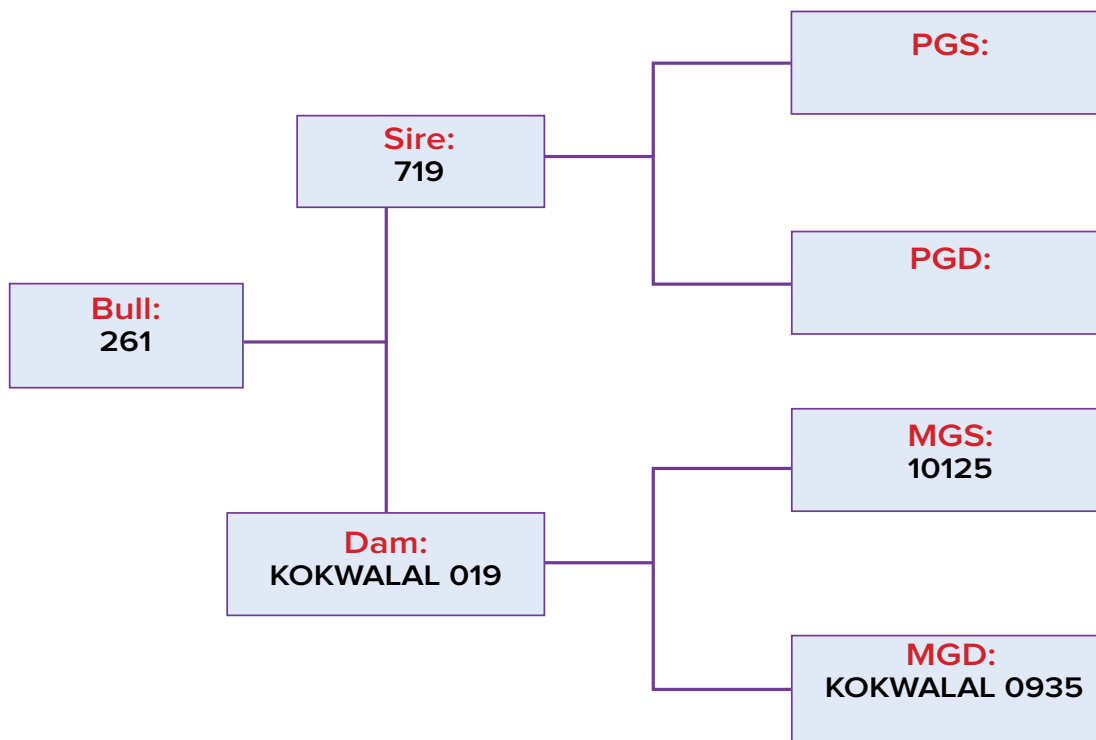 PGS:
Sire:
719
PGD:
Bull:
261
MGS:
10125
Dam:
KOKWALAL 019
MGD:
KOKWALAL 0935